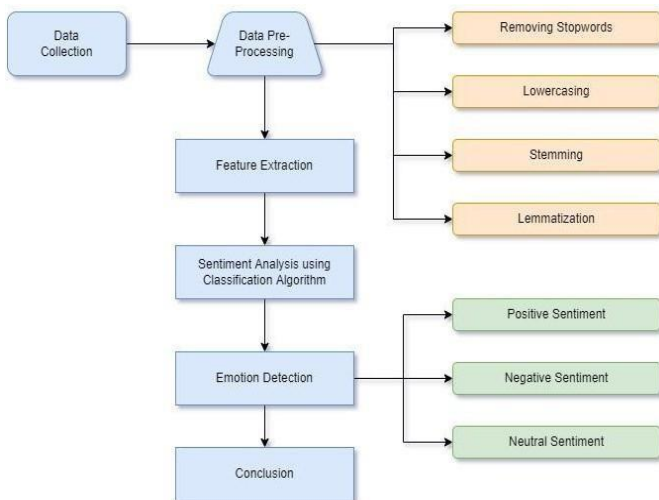 Data
Collection
Data Pre-
Processing
Removing Stopwords
Lowercasing
Stemming
Lemmatization
Feature Extraction
Sentiment Analysis using
Classification Algorithm
Emotion Detection
Positive Sentiment
Negative Sentiment
Neutral Sentiment
Conclusion